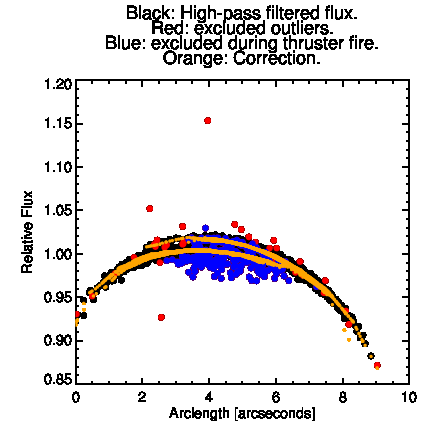 Black: High-pass filtered flux.
Red: excluded outliers.
Blue: excluded during thruster fire.
Orange: Correction.
1.20
1.15
1.10
1.05
1.00
0.95
0.90
0.85
Relative Flux
0 2 4 6 8 10
Arclength [arcseconds]